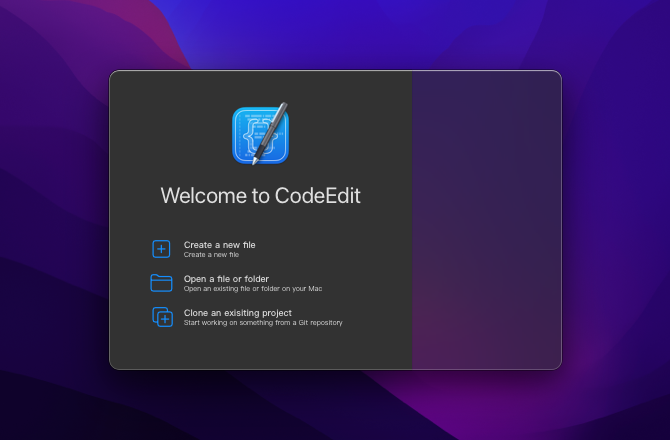 Welcome to CodeEdit
Create a new file
Create a new file
Open a file or folder
Open an existing file or folder on your Mac
Clone an exisiting project
Start working on something from a Git repository